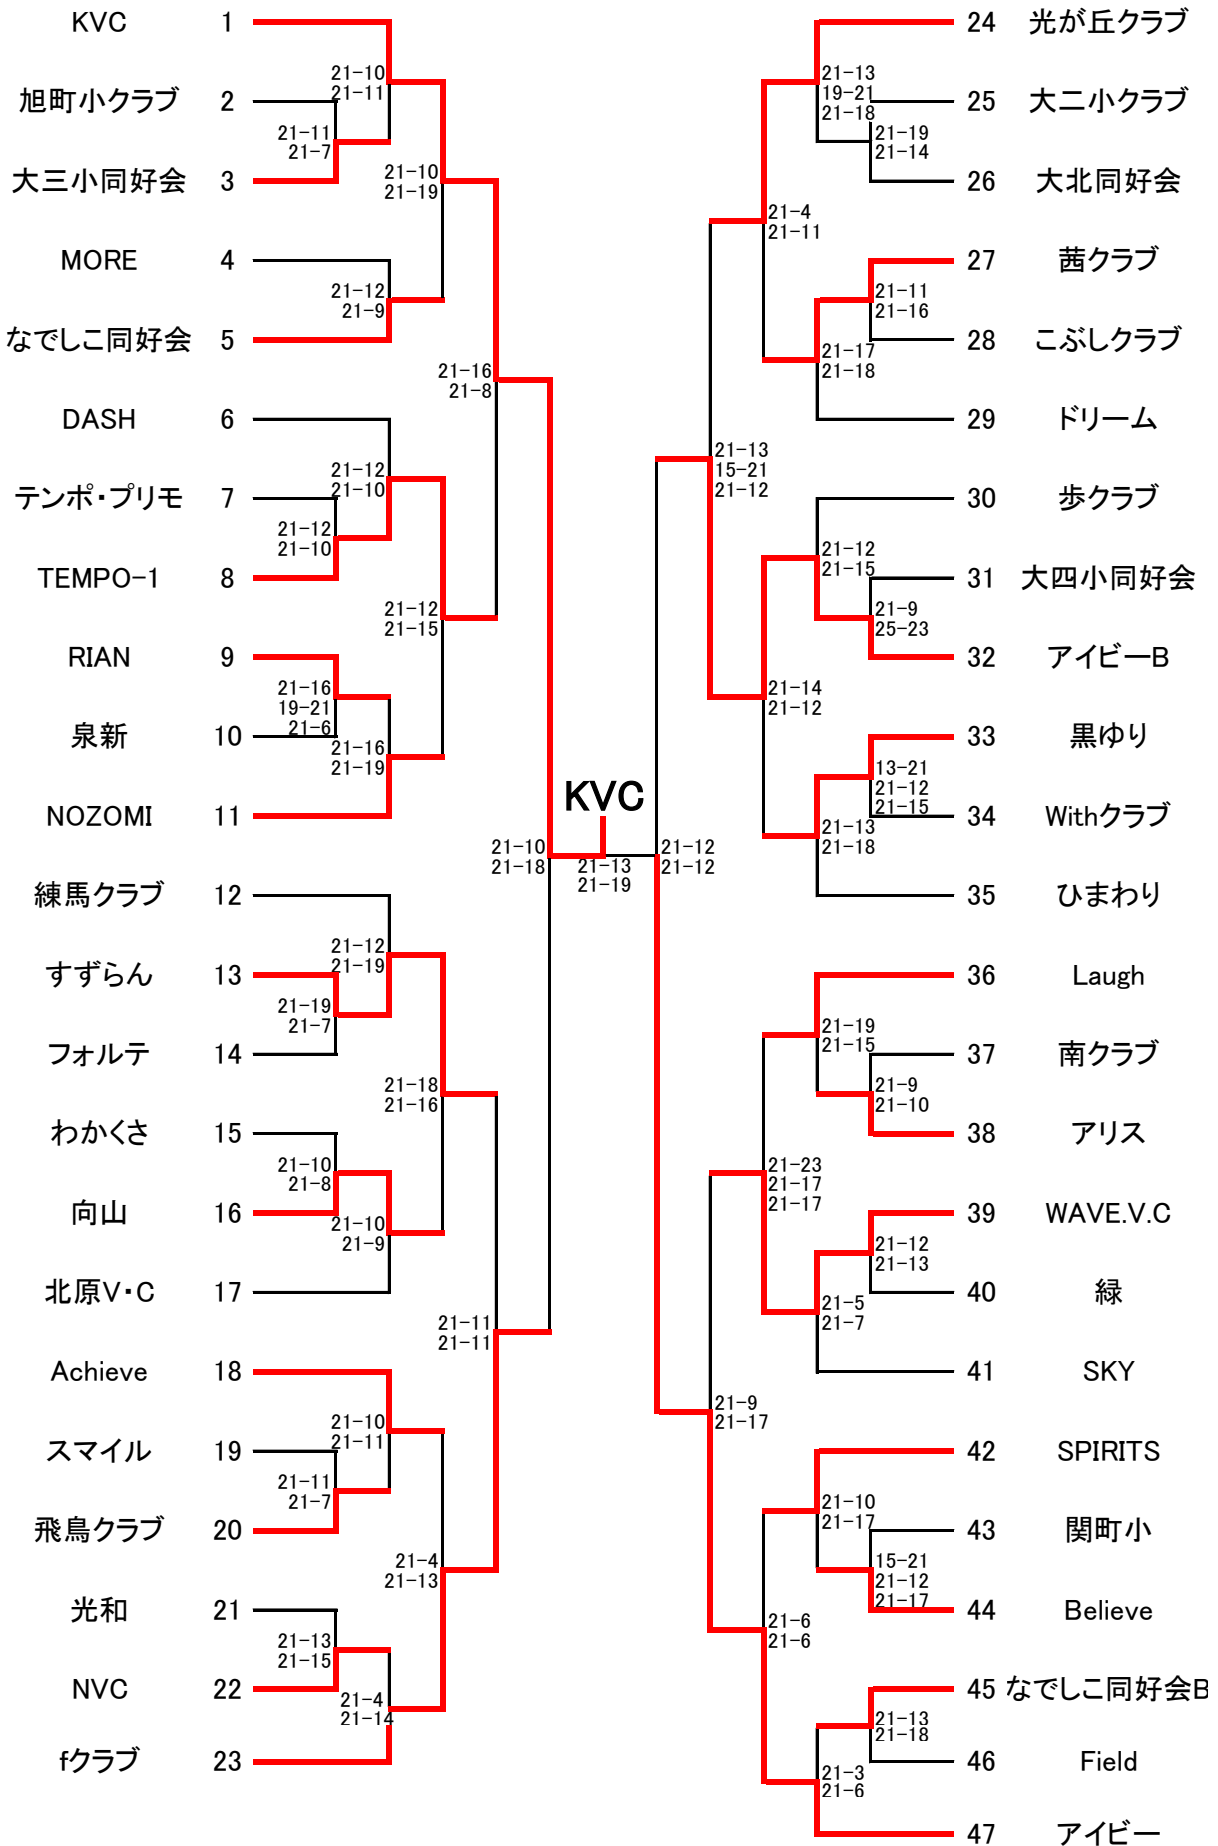 KVC 1
旭町小クラブ 2
大三小同好会 3
MORE 4
なでしこ同好会 5
DASH 6
テンポ・プリモ 7
TEMPO-1 8
RIAN 9
泉新 10
NOZOMI 11
練馬クラブ 12
すずらん 13
フォルテ 14
わかくさ 15
向山 16
北原V・C 17
Achieve 18
スマイル 19
飛鳥クラブ 20
光和 21
NVC 22
fクラブ 23
21-10
21-11
21-11
21-7
21-10
21-19
21-12
21-9
21-16
21-8
21-12
21-10
21-12
21-10
21-12
21-15
21-16
19-21
21-6
21-16
21-19
21-10
21-18
21-12
21-19
21-19
21-7
21-18
21-16
21-10
21-8
21-10
21-9
21-11
21-11
21-10
21-11
21-11
21-7
21-4
21-13
21-13
21-15
21-4
21-14
KVC
21-13
21-19
24 光が丘クラブ
25 大二小クラブ
26 大北同好会
27 茜クラブ
28 こぶしクラブ
29 ドリーム
30 歩クラブ
31 大四小同好会
32 アイビーB
33 黒ゆり
34 Withクラブ
35 ひまわり
36 Laugh
37 南クラブ
38 アリス
39 WAVE.V.C
40 緑
41 SKY
42 SPIRITS
43 関町小
44 Believe
45 なでしこ同好会B
46 Field
47 アイビー
21-13
19-21
21-18
21-19
21-14
21-4
21-11
21-11
21-16
21-17
21-18
21-13
15-21
21-12
21-12
21-15
21-9
25-23
21-14
21-12
13-21
21-12
21-15
21-13
21-18
21-12
21-12
21-19
21-15
21-9
21-10
21-23
21-17
21-17
21-12
21-13
21-5
21-7
21-9
21-17
21-10
21-17
15-21
21-12
21-17
21-6
21-6
21-13
21-18
21-3
21-6